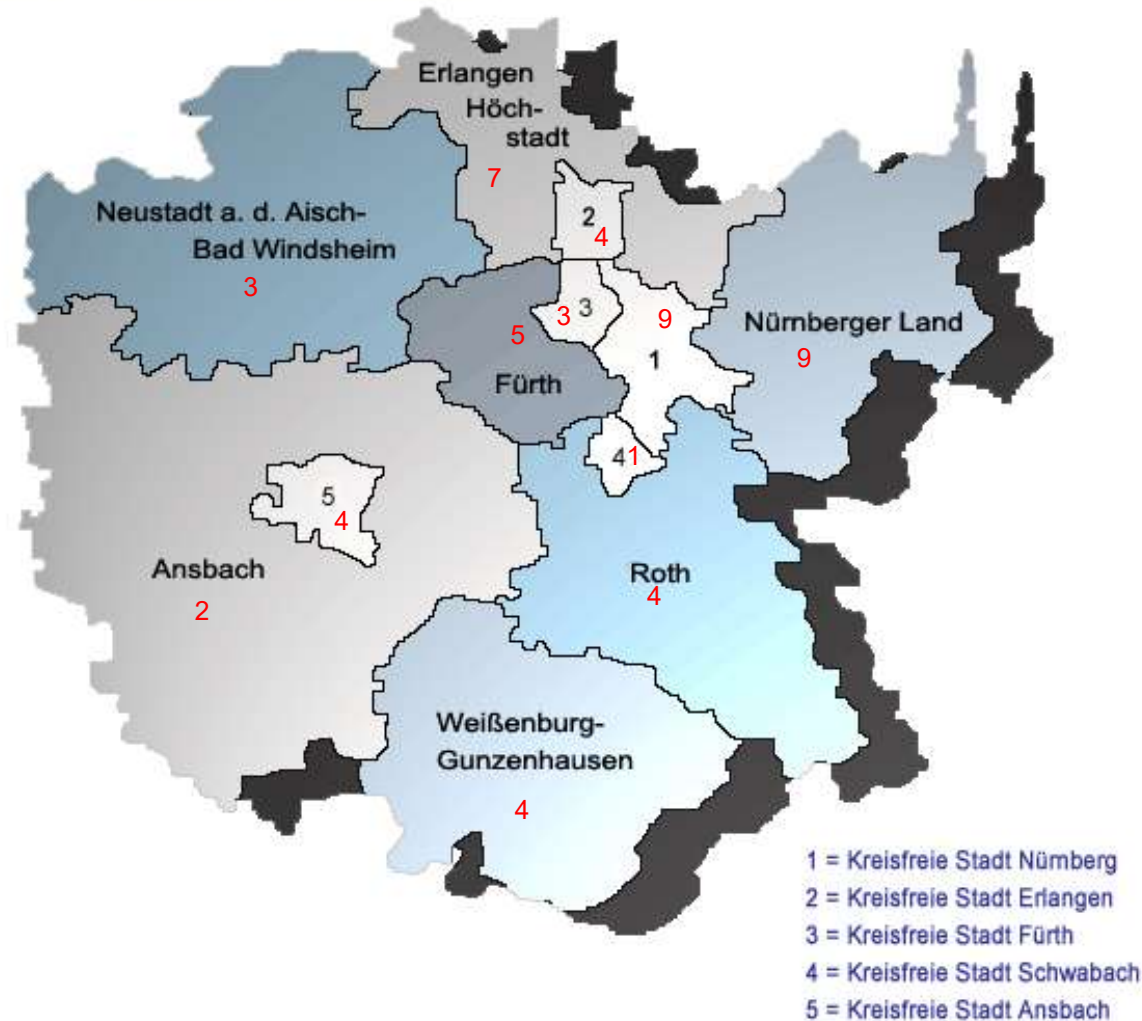 Erlangen
Höch-
stadt
7
2
4
Neustadt a. d. Aisch-
Bad Windsheim
3
3
3
9
Nürnberger Land
9
5
Fürth
1
4
1
5
4
Ansbach
2
Roth
4
Weißenburg-
Gunzenhausen
4
1 = Kreisfreie Stadt Nürnberg
2 = Kreisfreie Stadt Erlangen
3 = Kreisfreie Stadt Fürth
4 = Kreisfreie Stadt Schwabach
5 = Kreisfreie Stadt Ansbach